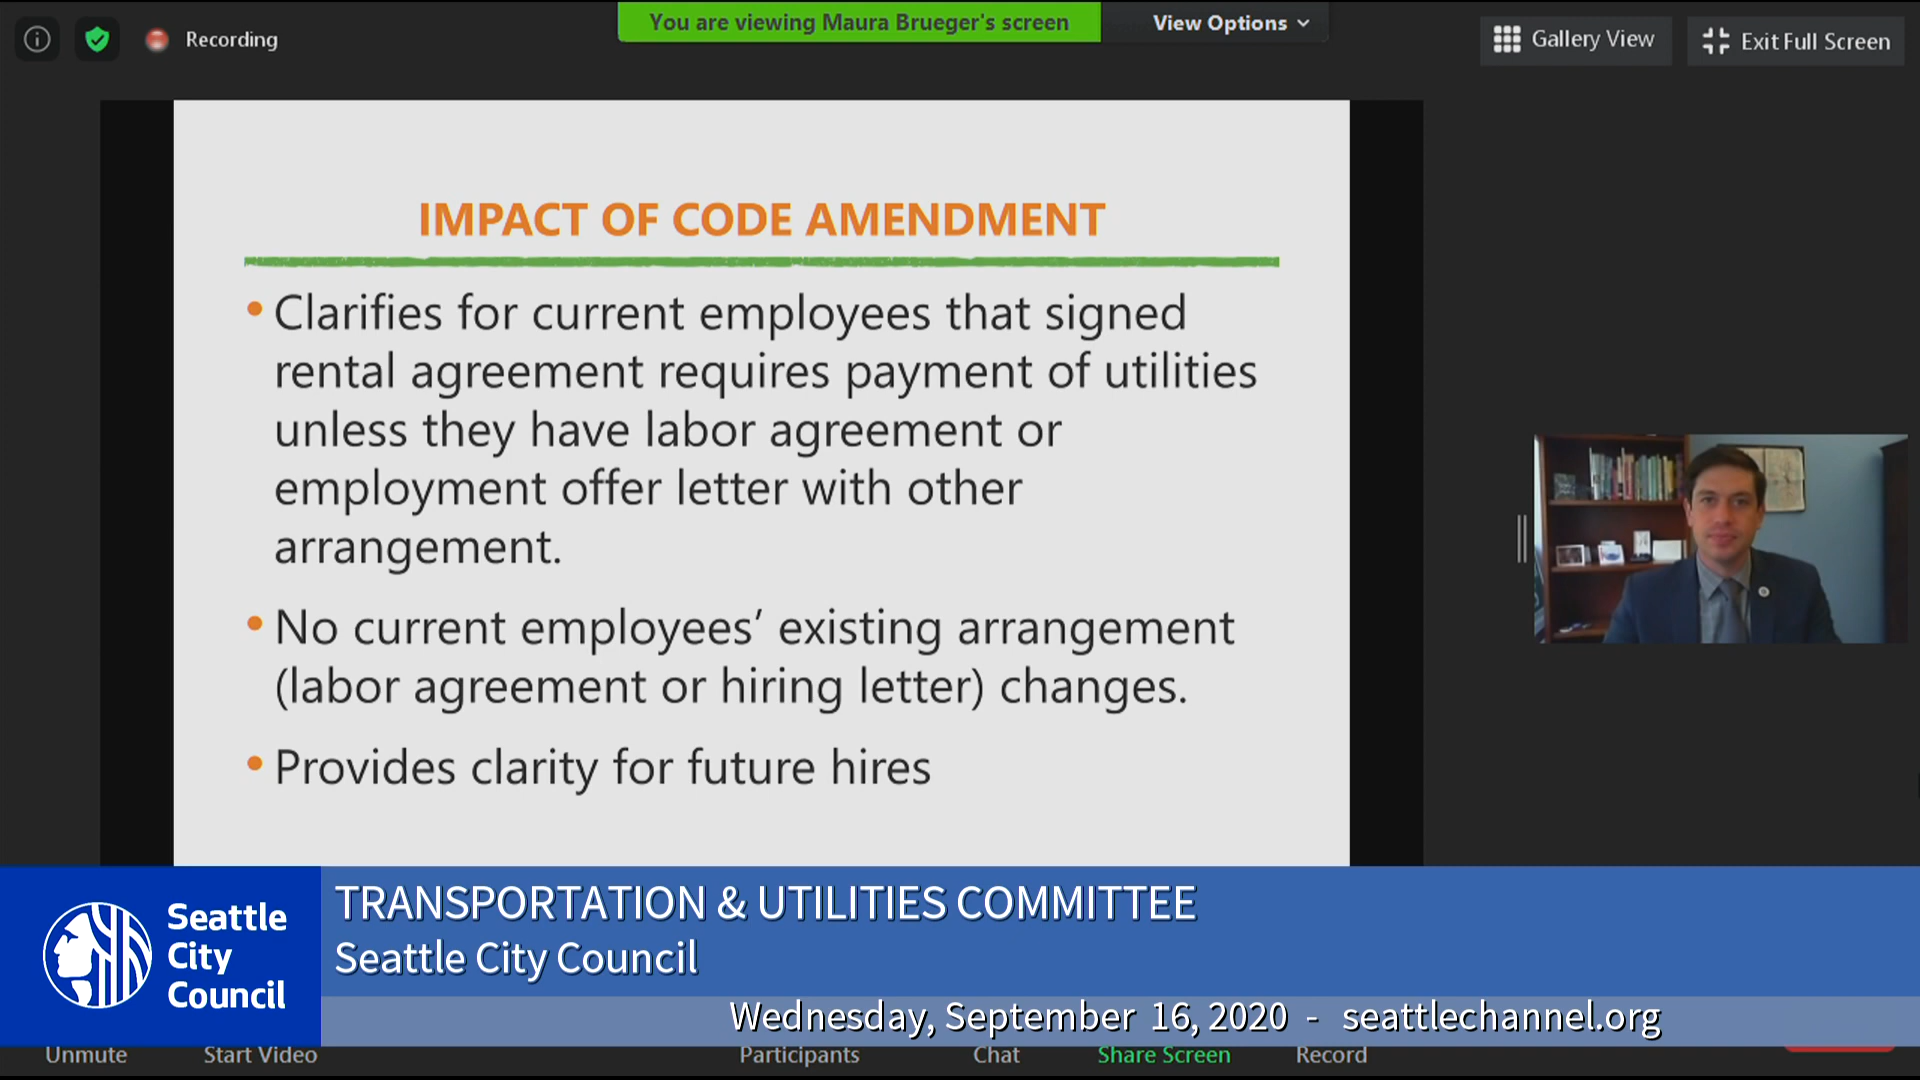 Recording
You are viewing Maura Brueger's screen
View Options
Gallery View
Exit Full Screen
IMPACT OF CODE AMENDMENT
• Clarifies for current employees that signed
rental agreement requires payment of utilities
unless they have labor agreement or
employment offer letter with other
arrangement.
• No current employees’ existing arrangement
(labor agreement or hiring letter) changes.
• Provides clarity for future hires
Seattle
City
Council
TRANSPORTATION & UTILITIES COMMITTEE
Seattle City Council
Wednesday, September 16, 2020 - seattlechannel.org
Unmute
Start Video
Participants
Chat
Share Screen
Record